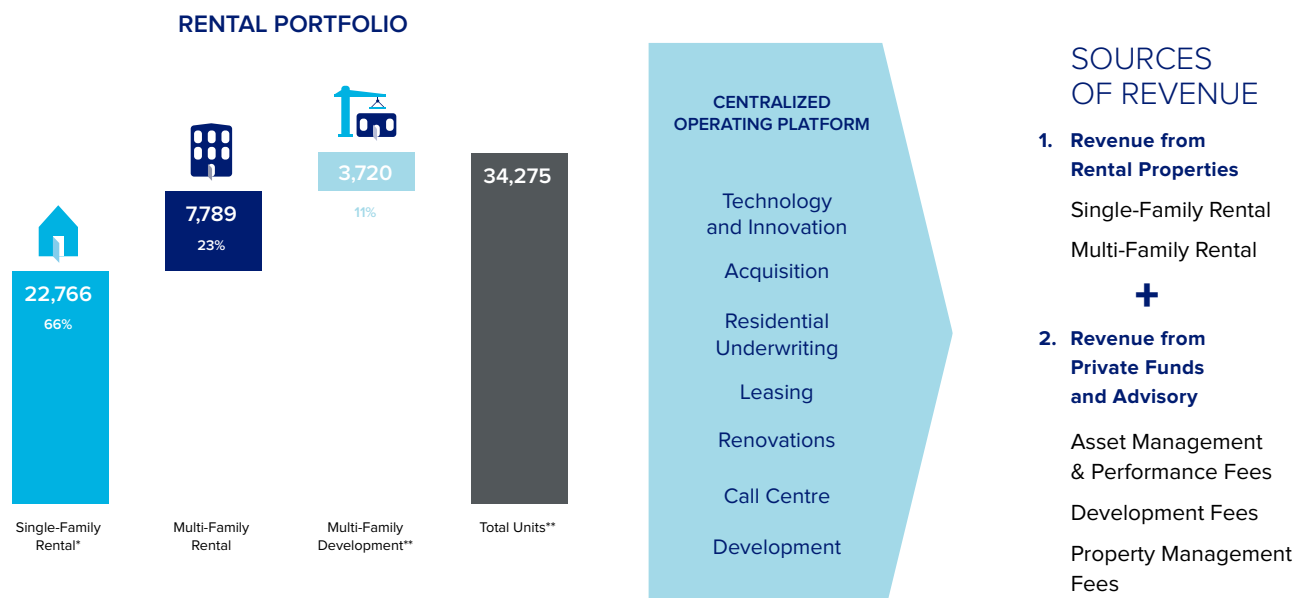 RENTAL PORTFOLIO
22,766
66%
7,789
23%
3,720
11%
34,275
Single-Family
Rental*
Multi-Family
Rental
Multi-Family
Development**
Total Units**
CENTRALIZED
OPERATING PLATFORM
Technology
and Innovation
Acquisition
Residential
Underwriting
Leasing
Renovations
Call Centre
Development
SOURCES
OF REVENUE
1. Revenue from
Rental Properties
Single-Family Rental
Multi-Family Rental
+
2. Revenue from
Private Funds
and Advisory
Asset Management
& Performance Fees
Development Fees
Property Management
Fees